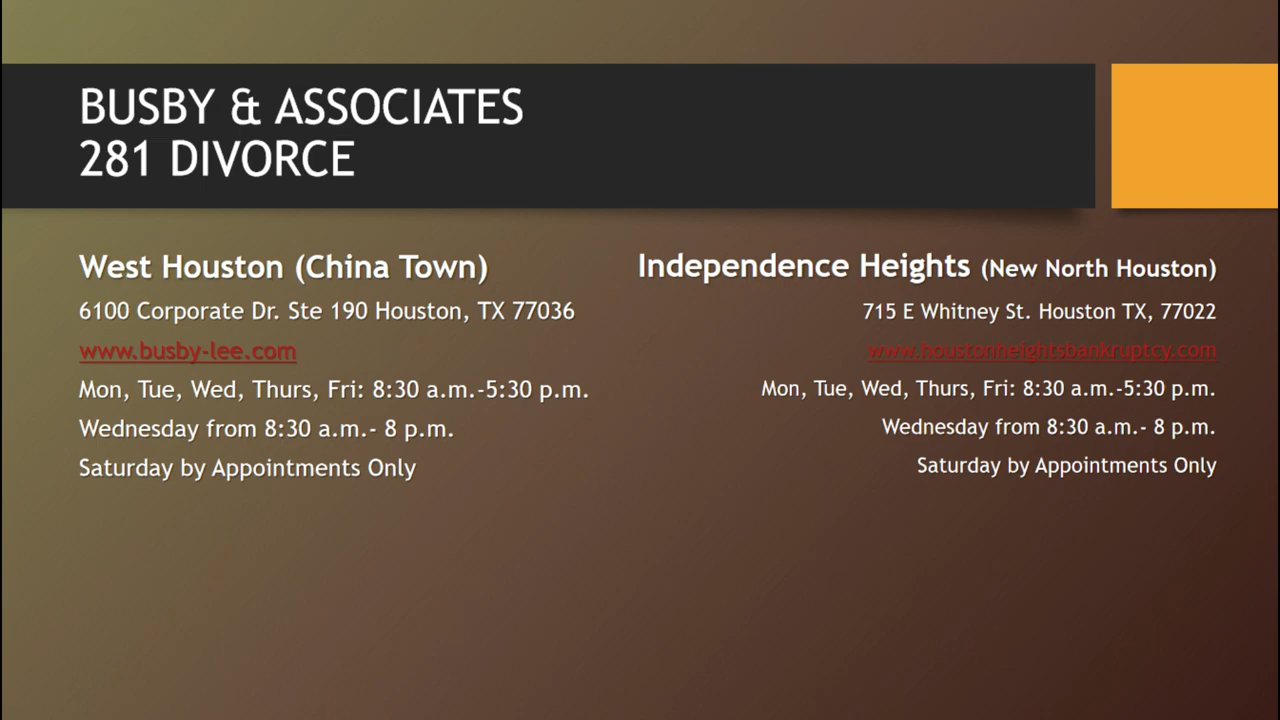 BUSBY & ASSOCIATES
281 DIVORCE
West Houston (China Town)
6100 Corporate Dr. Ste 190 Houston, TX 77036
www.busby-lee.com
Mon, Tue, Wed, Thurs, Fri: 8:30 a.m.-5:30 p.m.
Wednesday from 8:30 a.m.- 8 p.m.
Saturday by Appointments Only
Independence Heights (New North Houston)
715 E Whitney St. Houston TX, 77022
www.houstonheightsbankruptcy.com
Mon, Tue, Wed, Thurs, Fri: 8:30 a.m.-5:30 p.m.
Wednesday from 8:30 a.m.- 8 p.m.
Saturday by Appointments Only